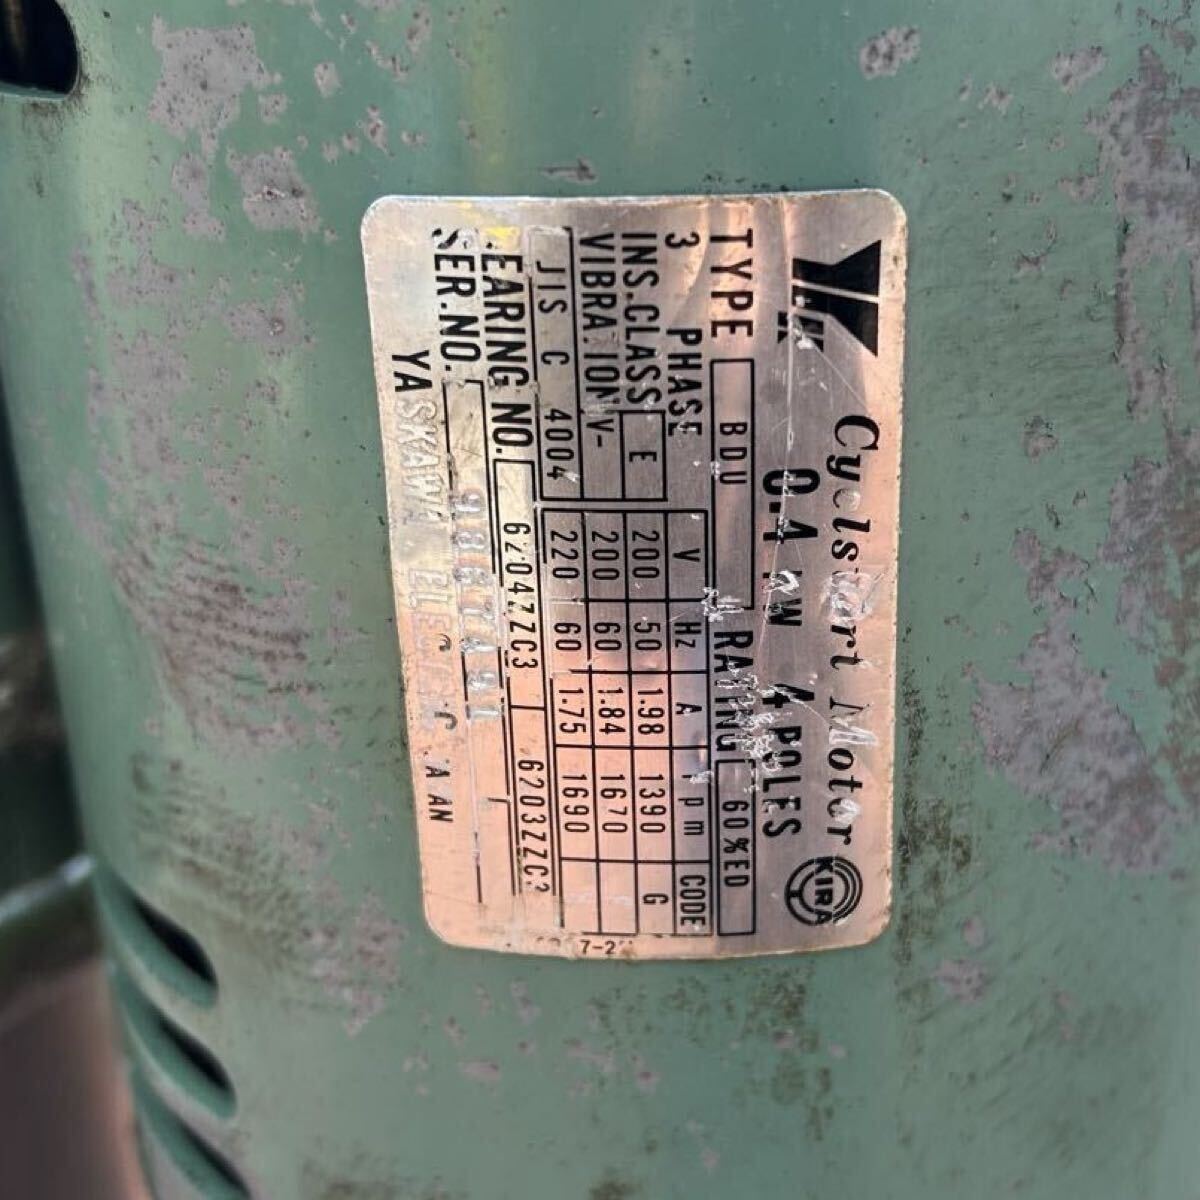 Cyclstart Motor KIRA
0.4 KW 4 POLES
TYPE BDU RATING 60%ED
3 PHASE V Hz A rpm CODE
INS.CLASS E 200 50 1.98 1390 G
VIBRATION V- 200 60 1.84 1670
JIS C 4004 220 60 1.75 1690
BEARING NO. 6204ZZC3 6203ZZC3
SER.NO.
YASKAWA ELECTRIC JAPAN